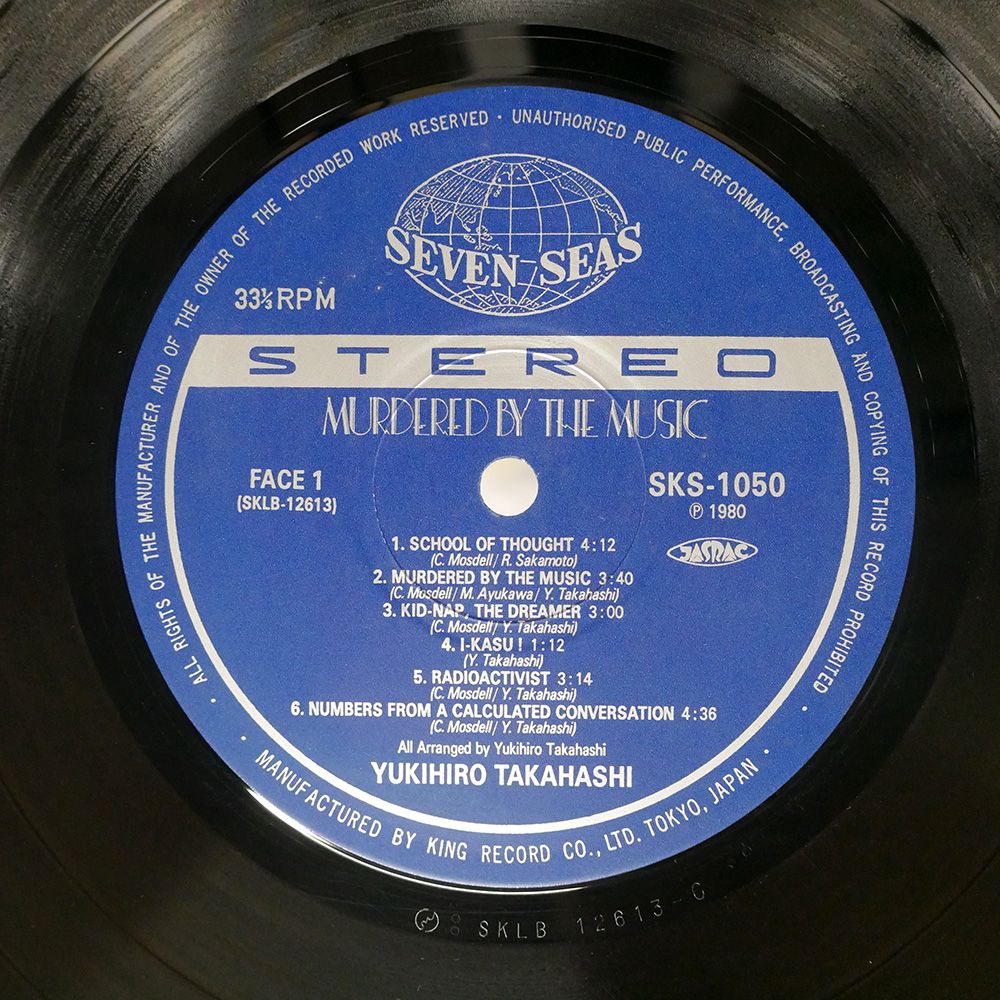 · ALL RIGHTS OF THE MANUFACTURER AND OF THE OWNER OF THE RECORDED WORK RESERVED · UNAUTHORISED PUBLIC PERFORMANCE, BROADCASTING AND COPYING OF THIS RECORD PROHIBITED ·
SEVEN SEAS
33⅓ RPM
STEREO
MURDERED BY THE MUSIC
FACE 1
(SKLB-12613)
SKS-1050
℗ 1980
JASRAC
1. SCHOOL OF THOUGHT 4:12
(C. Mosdell/ R. Sakamoto)
2. MURDERED BY THE MUSIC 3:40
(C. Mosdell/ M. Ayukawa/ Y. Takahashi)
3. KID-NAP, THE DREAMER 3:00
(C. Mosdell/ Y. Takahashi)
4. I-KASU! 1:12
(Y. Takahashi)
5. RADIOACTIVIST 3:14
(C. Mosdell/ Y. Takahashi)
6. NUMBERS FROM A CALCULATED CONVERSATION 4:36
(C. Mosdell/ Y. Takahashi)
All Arranged by Yukihiro Takahashi
YUKIHIRO TAKAHASHI
· MANUFACTURED BY KING RECORD CO., LTD. TOKYO, JAPAN ·
SKLB 12613-C